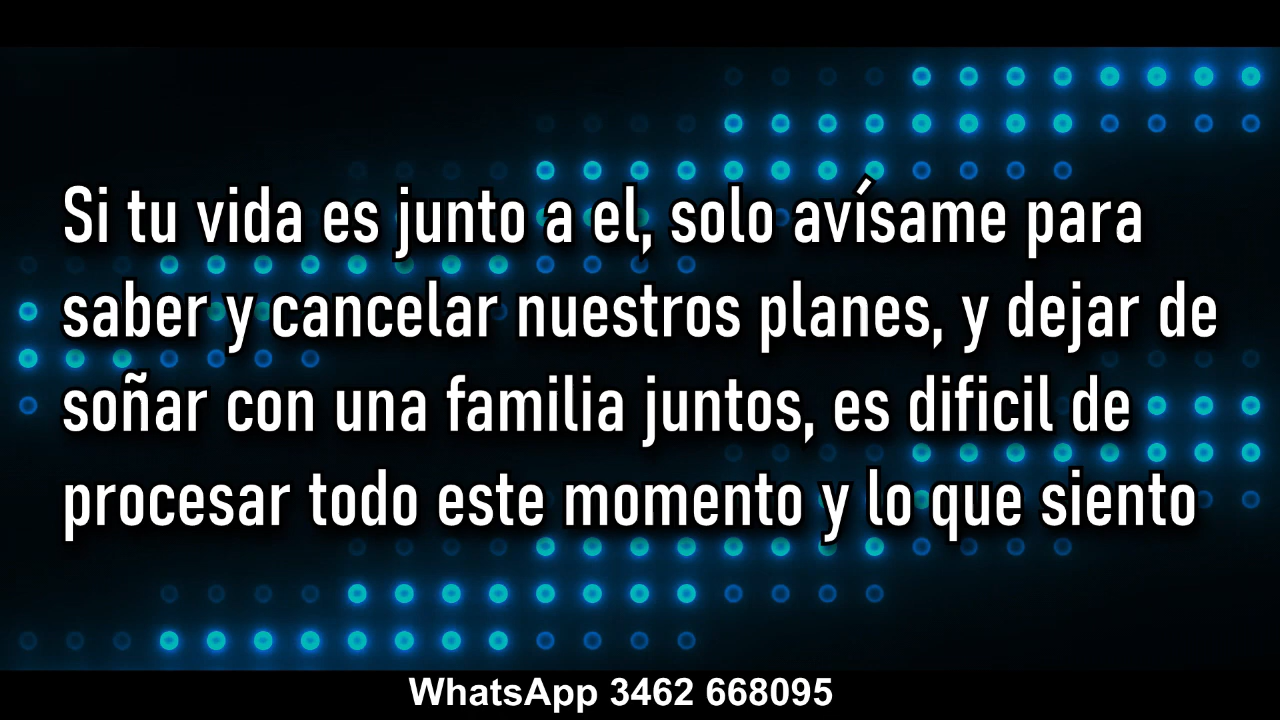 Si tu vida es junto a el, solo avísame para
saber y cancelar nuestros planes, y dejar de
soñar con una familia juntos, es dificil de
procesar todo este momento y lo que siento
WhatsApp 3462 668095